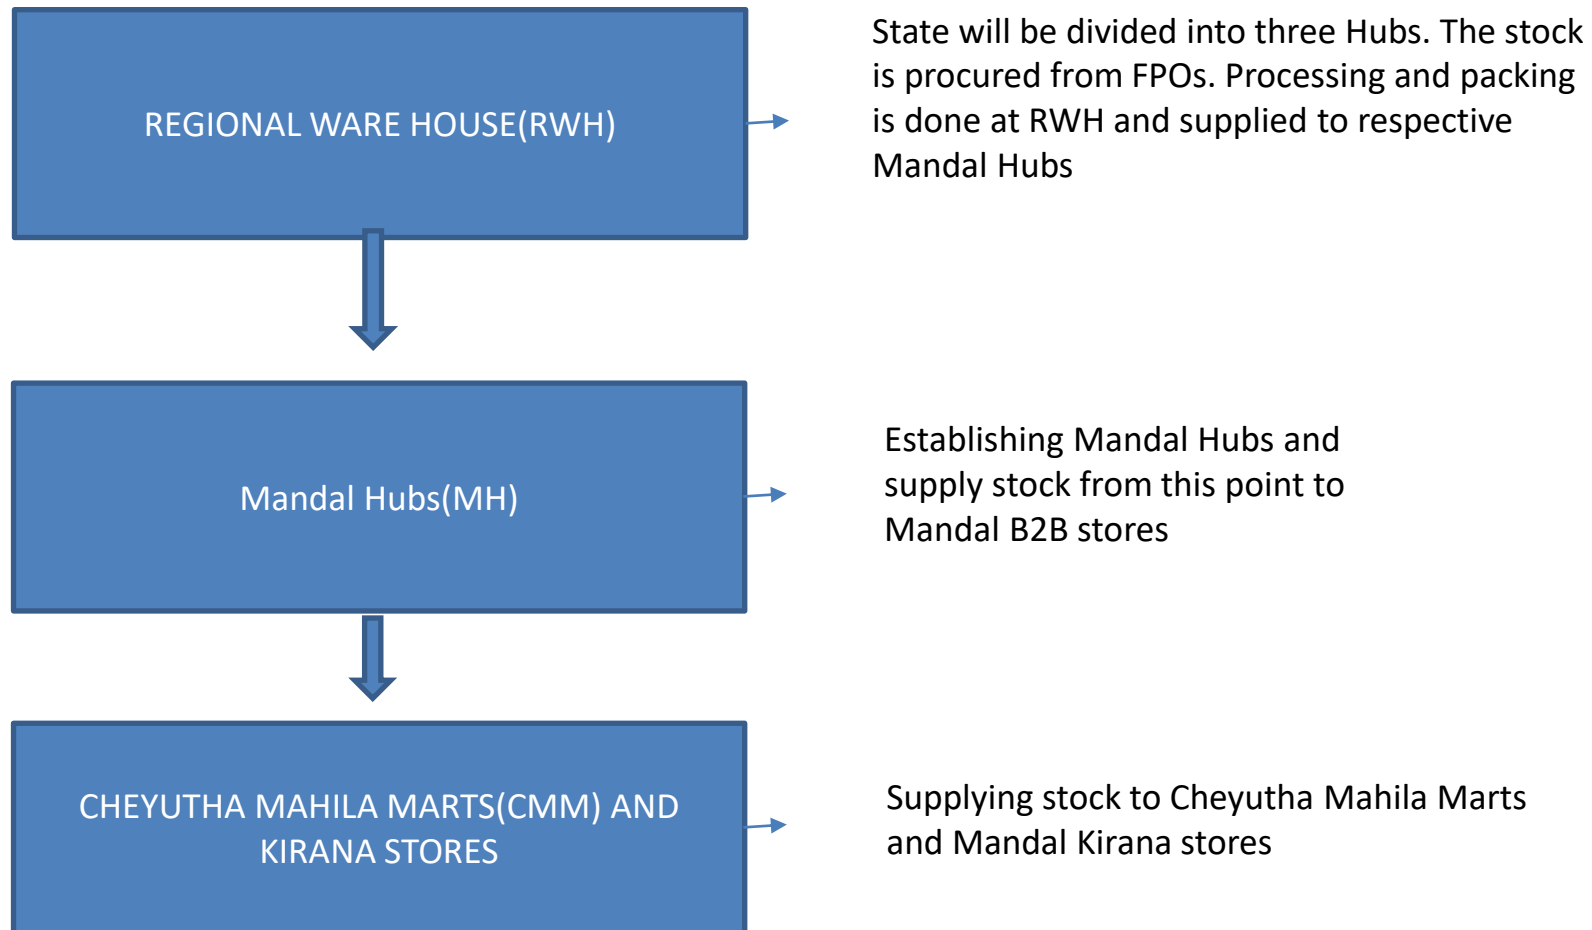 REGIONAL WARE HOUSE(RWH)
State will be divided into three Hubs. The stock
is procured from FPOs. Processing and packing
is done at RWH and supplied to respective
Mandal Hubs
Mandal Hubs(MH)
Establishing Mandal Hubs and
supply stock from this point to
Mandal B2B stores
CHEYUTHA MAHILA MARTS(CMM) AND
KIRANA STORES
Supplying stock to Cheyutha Mahila Marts
and Mandal Kirana stores